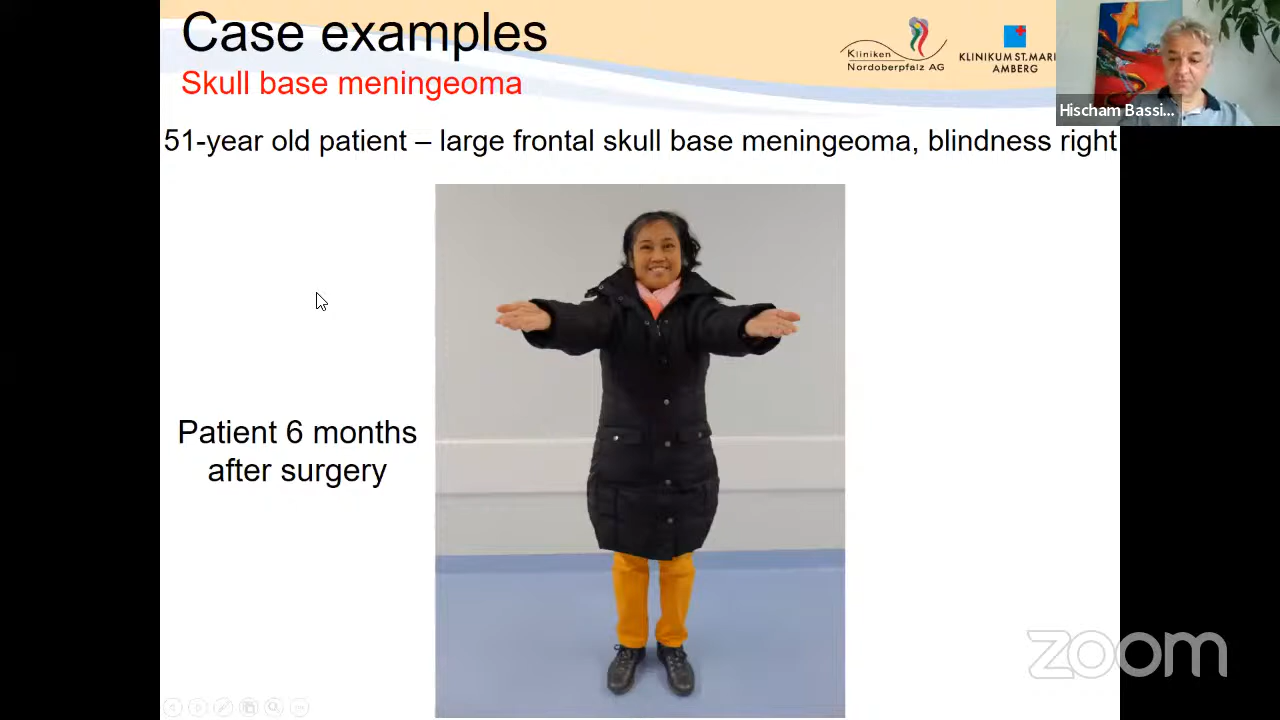 Case examples
Skull base meningeoma
Kliniken
Nordoberpfalz AG
KLINIKUM ST. MARI
AMBERG
Hischam Bassi...
51-year old patient – large frontal skull base meningeoma, blindness right
Patient 6 months
after surgery
zoom